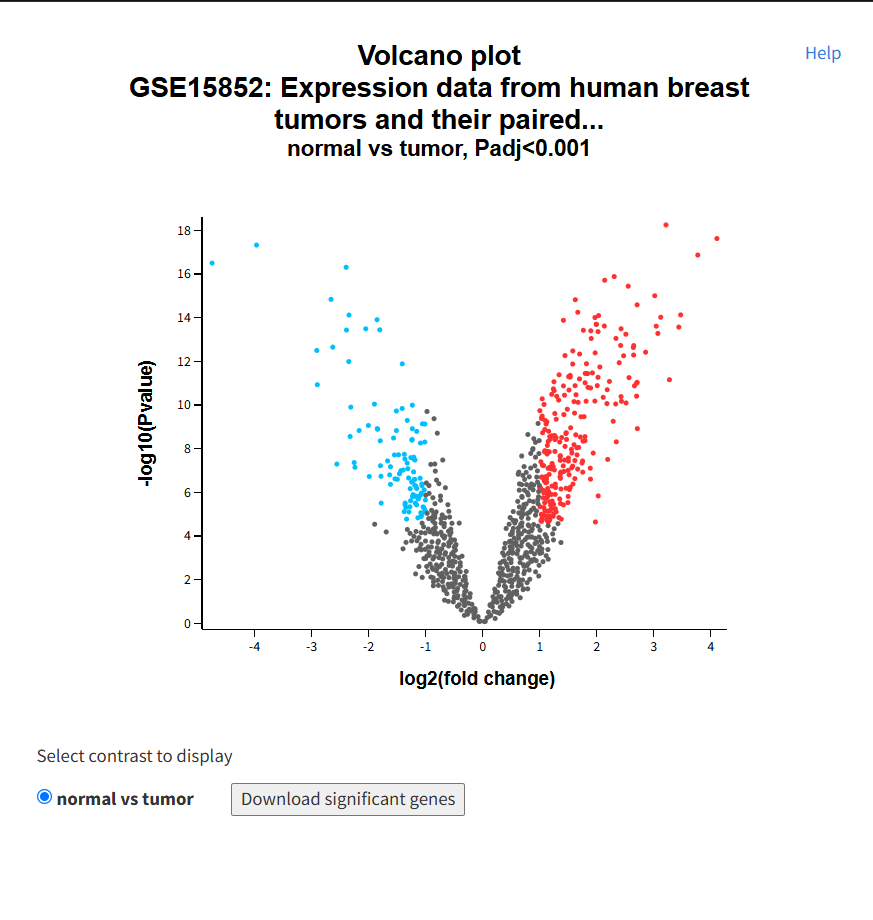 Help
Volcano plot
GSE15852: Expression data from human breast
tumors and their paired...
normal vs tumor, Padj<0.001
-log10(Pvalue)
18
16
14
12
10
8
6
4
2
0
-4 -3 -2 -1 0 1 2 3 4
log2(fold change)
Select contrast to display
normal vs tumor Download significant genes